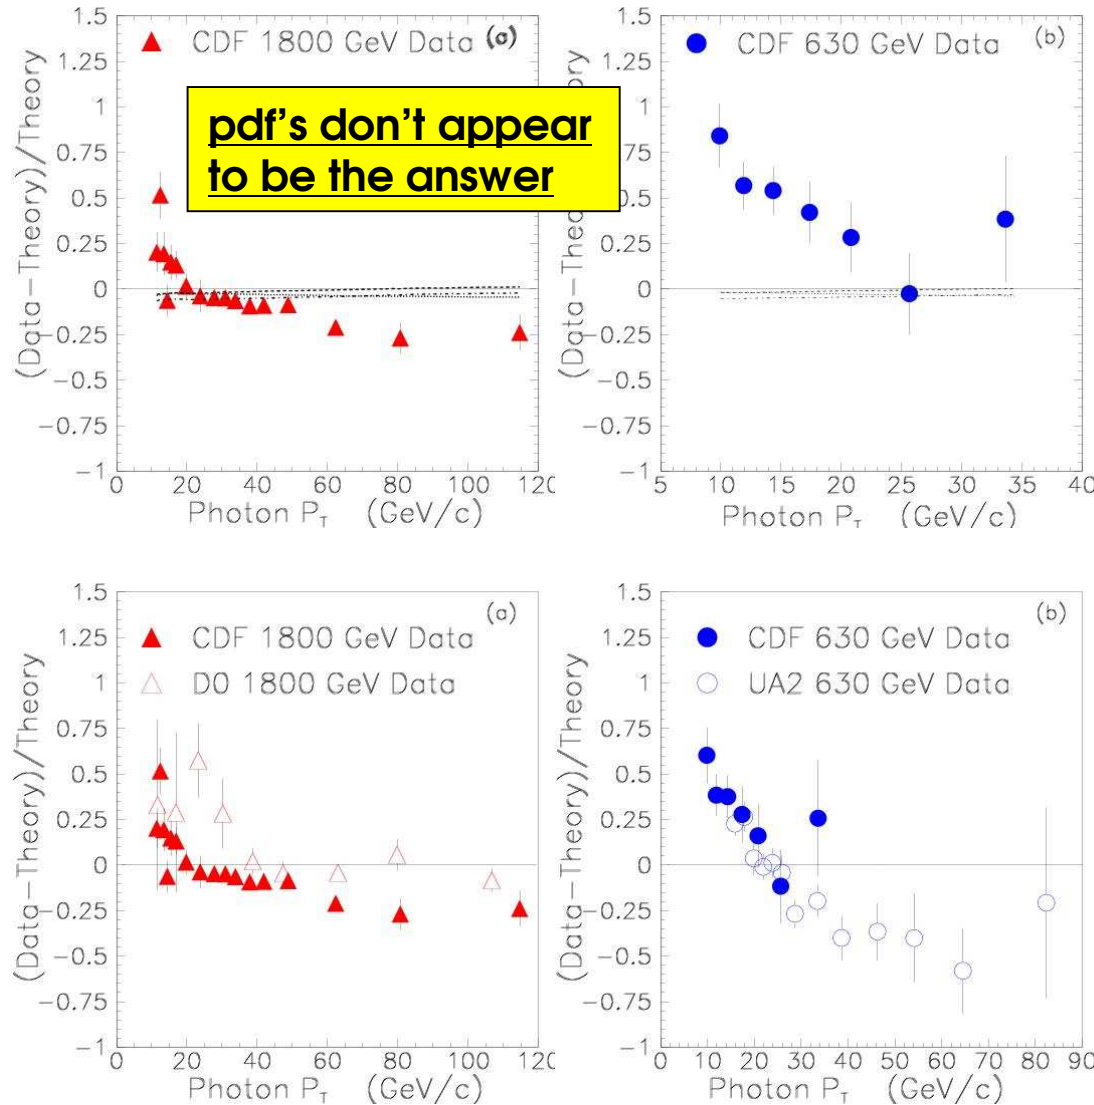 CDF 1800 GeV Data (a)
pdf's don't appear
to be the answer
(Data-Theory)/Theory
1.5
1.25
1
0.75
0.5
0.25
0
-0.25
-0.5
-0.75
-1
0 20 40 60 80 100
Photon P_T (GeV/c)
CDF 630 GeV Data (b)
(Data-Theory)/Theory
1.5
1.25
1
0.75
0.5
0.25
0
-0.25
-0.5
-0.75
-1
5 10 15 20 25 30 35 40
Photon P_T (GeV/c)
(a)
CDF 1800 GeV Data
D0 1800 GeV Data
(Data-Theory)/Theory
1.5
1.25
1
0.75
0.5
0.25
0
-0.25
-0.5
-0.75
-1
0 20 40 60 80 100
Photon P_T (GeV/c)
(b)
CDF 630 GeV Data
UA2 630 GeV Data
(Data-Theory)/Theory
1.5
1.25
1
0.75
0.5
0.25
0
-0.25
-0.5
-0.75
-1
0 10 20 30 40 50 60 70 80 90
Photon P_T (GeV/c)